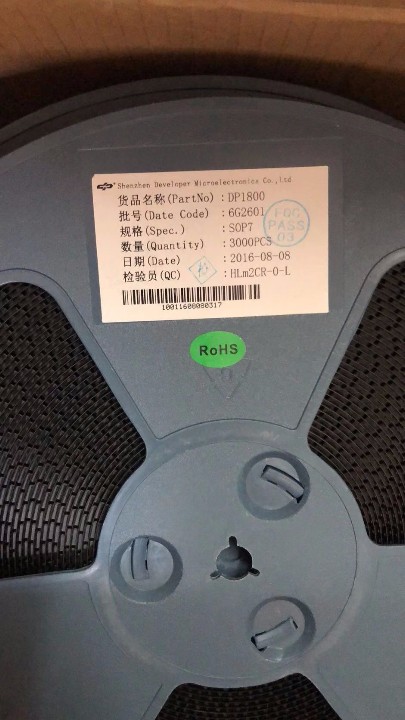 Shenzhen Developer Microelectronics Co.,Ltd
货品名称(PartNo) :DP1800
批号(Date Code) :6G2601
规格(Spec.) :SOP7
数量(Quantity) :3000PCS
日期(Date) :2016-08-08
检验员(QC) :HLm2CR-0-L
PASS
03
10011608080317
RoHS